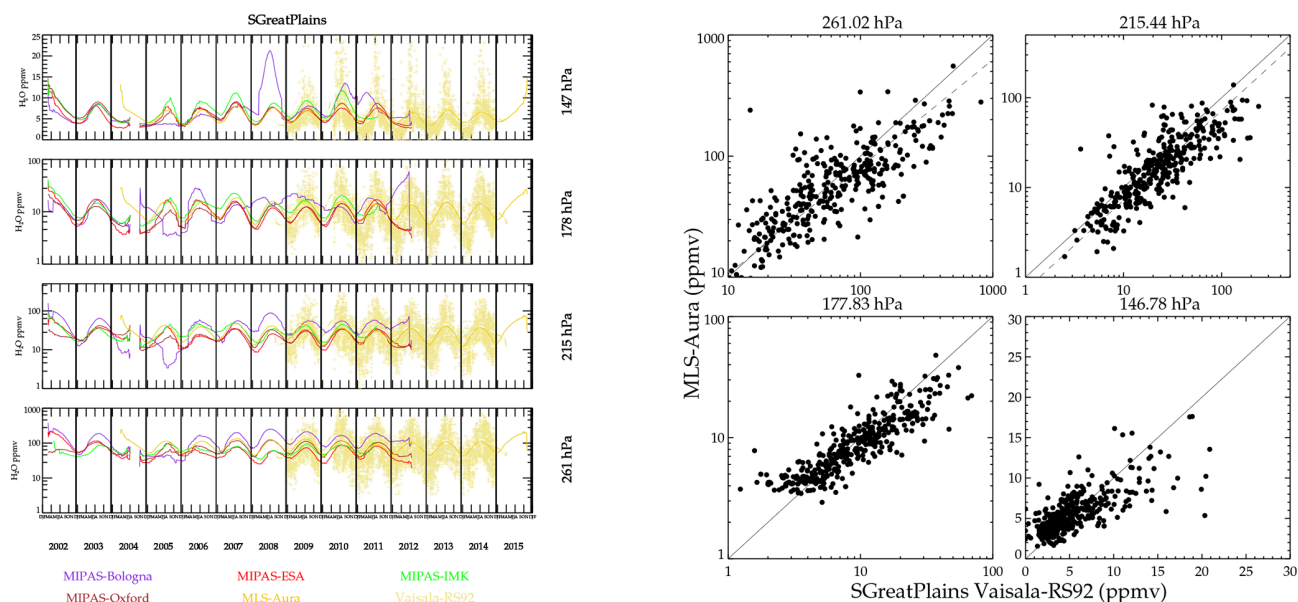 SGreatPlains
25
20
15
10
5
0
H₂O ppmv
147 hPa
100
10
1
H₂O ppmv
178 hPa
100
10
1
H₂O ppmv
215 hPa
1000
100
10
1
H₂O ppmv
261 hPa
2002 2003 2004 2005 2006 2007 2008 2009 2010 2011 2012 2013 2014 2015
MIPAS-Bologna MIPAS-ESA MIPAS-IMK
MIPAS-Oxford MLS-Aura Vaisala-RS92
261.02 hPa
1000
100
10
10 100 1000
215.44 hPa
100
10
1
1 10 100
177.83 hPa
100
10
1
1 10 100
146.78 hPa
30
25
20
15
10
5
0
0 5 10 15 20 25 30
MLS-Aura (ppmv)
SGreatPlains Vaisala-RS92 (ppmv)